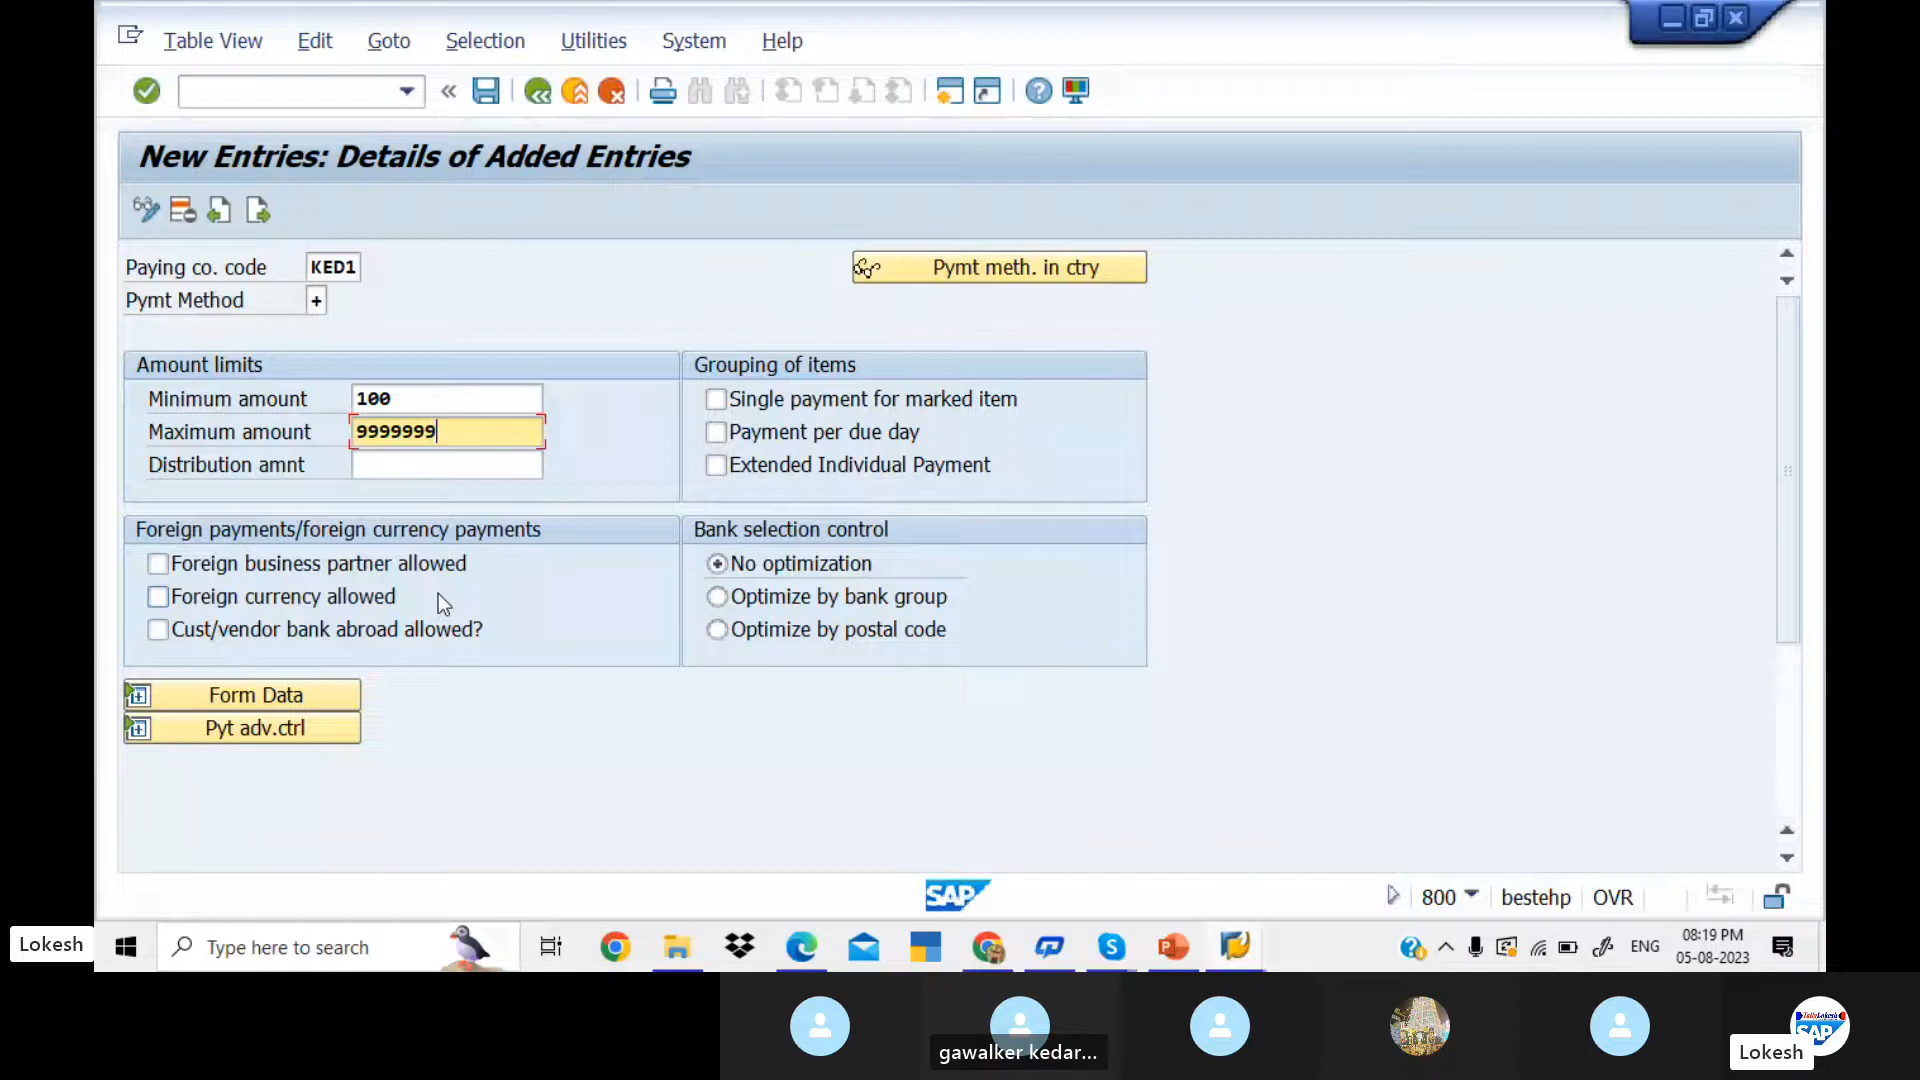 Table View Edit Goto Selection Utilities System Help
New Entries: Details of Added Entries
Paying co. code KED1
Pymt meth. in ctry
Pymt Method +
Amount limits
Minimum amount 100
Maximum amount 9999999
Distribution amnt
Grouping of items
Single payment for marked item
Payment per due day
Extended Individual Payment
Foreign payments/foreign currency payments
Foreign business partner allowed
Foreign currency allowed
Cust/vendor bank abroad allowed?
Bank selection control
No optimization
Optimize by bank group
Optimize by postal code
Form Data
Pyt adv.ctrl
SAP
800 bestehp OVR
Lokesh
Type here to search
ENG
08:19 PM
05-08-2023
gawalker kedar...
SAP
Lokesh